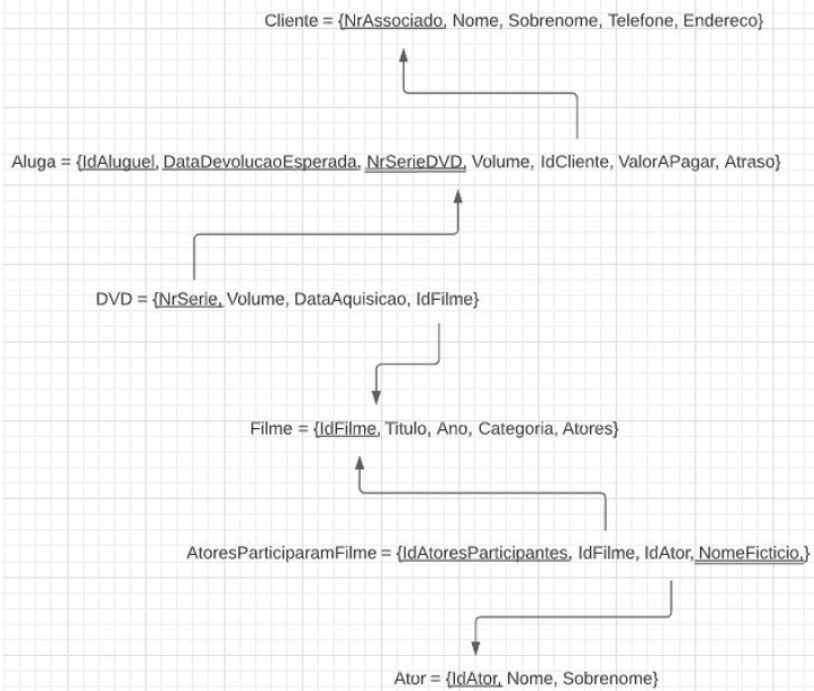 Cliente = {NrAssociado, Nome, Sobrenome, Telefone, Endereco}
Aluga = {IdAluguel, DataDevolucaoEsperada, NrSerieDVD, Volume, IdCliente, ValorAPagar, Atraso}
DVD = {NrSerie, Volume, DataAquisicao, IdFilme}
Filme = {IdFilme, Titulo, Ano, Categoria, Atores}
AtoresParticiparamFilme = {IdAtoresParticipantes, IdFilme, IdAtor, NomeFicticio,}
Ator = {IdAtor, Nome, Sobrenome}